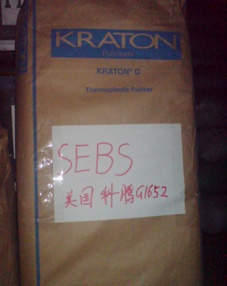 KRATON
Polymers
KRATON® G
Thermoplastic Rubber
SEBS
美国 科腾G1652